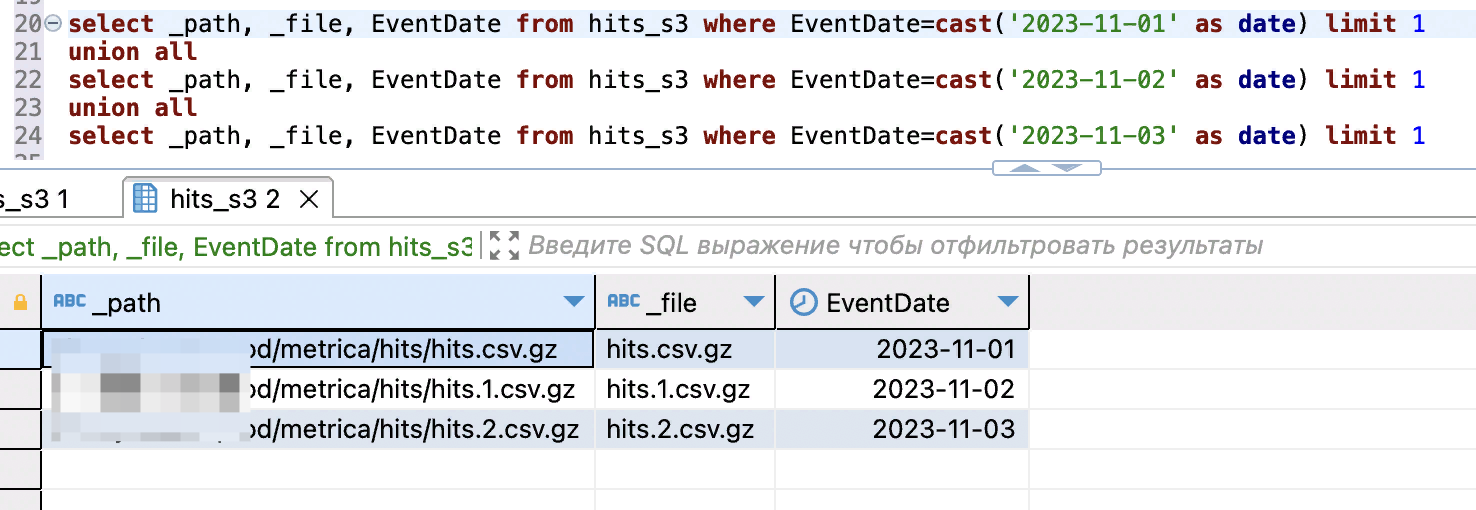 20 select _path, _file, EventDate from hits_s3 where EventDate=cast('2023-11-01' as date) limit 1
21 union all
22 select _path, _file, EventDate from hits_s3 where EventDate=cast('2023-11-02' as date) limit 1
23 union all
24 select _path, _file, EventDate from hits_s3 where EventDate=cast('2023-11-03' as date) limit 1
s_s3 1 hits_s3 2
ect _path, _file, EventDate from hits_s3 Введите SQL выражение чтобы отфильтровать результаты
ABC _path ABC _file EventDate
od/metrica/hits/hits.csv.gz hits.csv.gz 2023-11-01
od/metrica/hits/hits.1.csv.gz hits.1.csv.gz 2023-11-02
od/metrica/hits/hits.2.csv.gz hits.2.csv.gz 2023-11-03